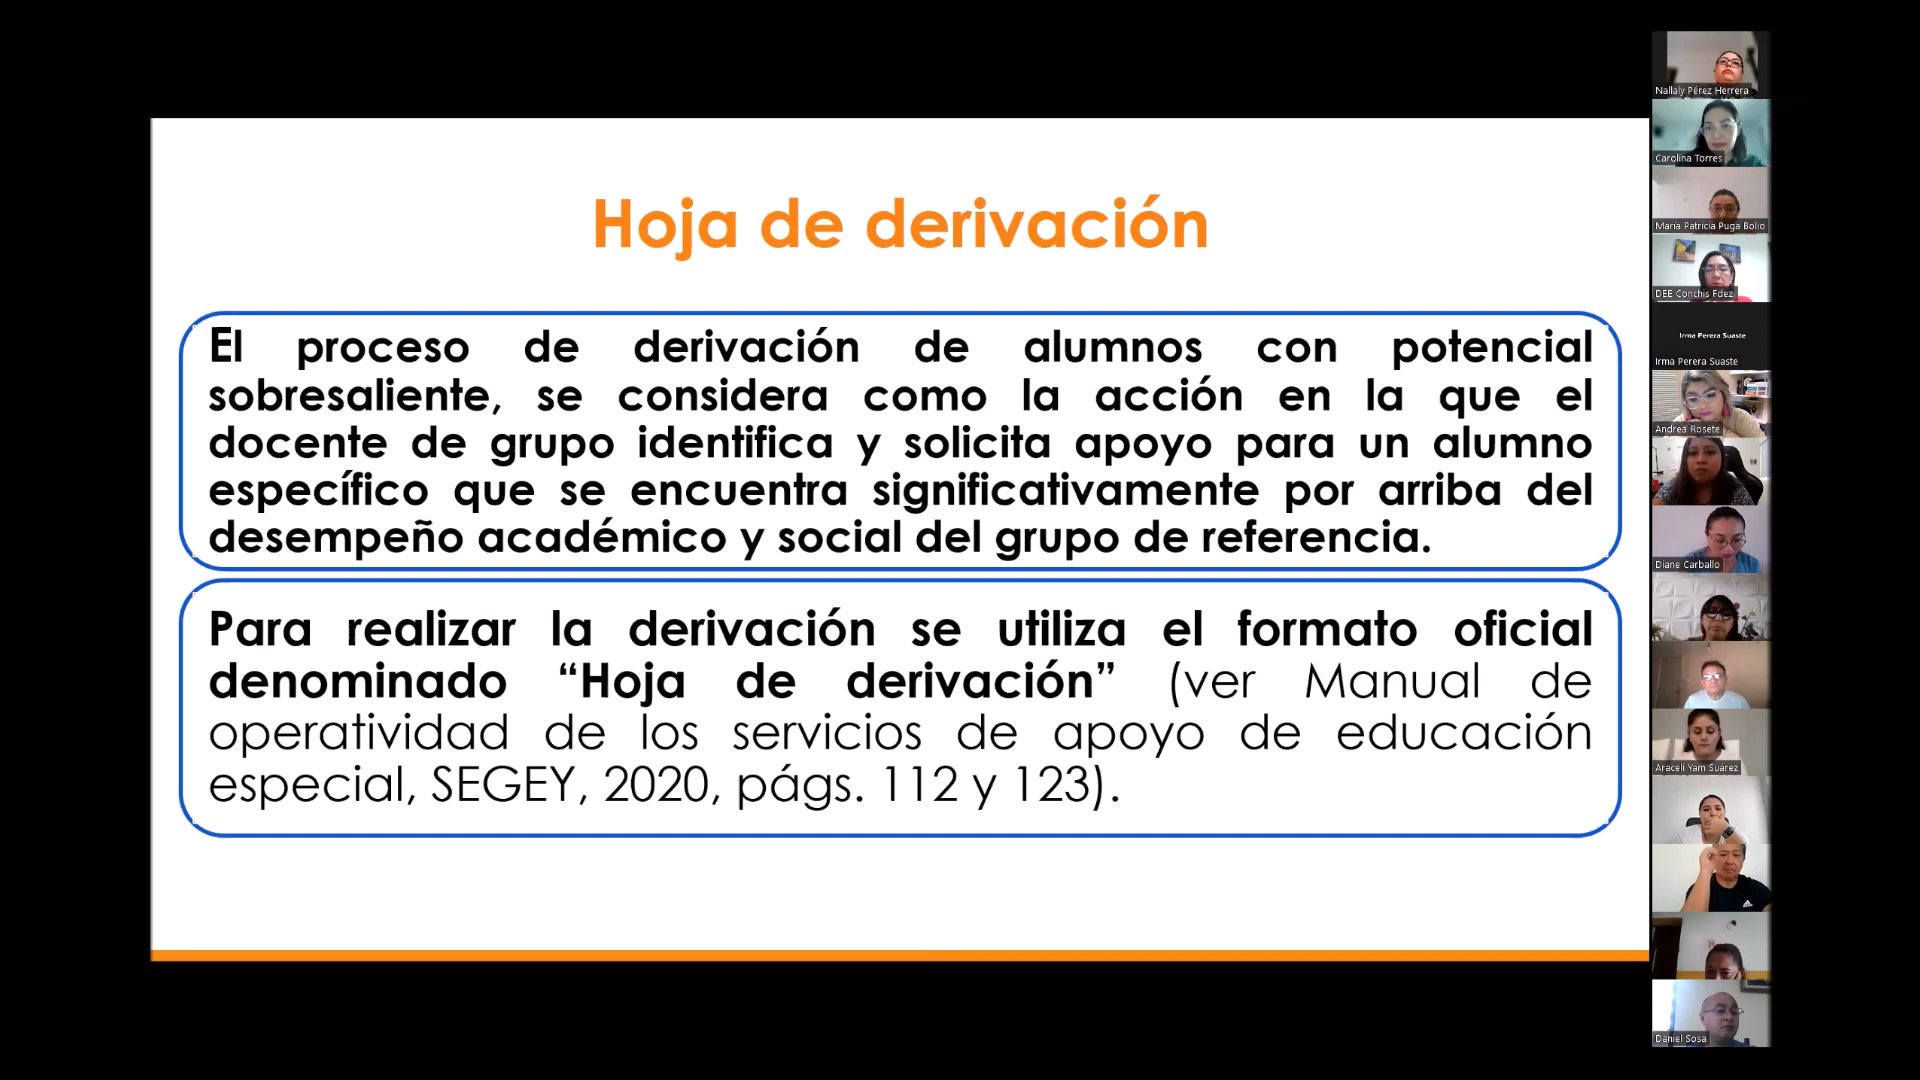 Hoja de derivación
El proceso de derivación de alumnos con potencial
sobresaliente, se considera como la acción en la que el
docente de grupo identifica y solicita apoyo para un alumno
específico que se encuentra significativamente por arriba del
desempeño académico y social del grupo de referencia.
Para realizar la derivación se utiliza el formato oficial
denominado “Hoja de derivación” (ver Manual de
operatividad de los servicios de apoyo de educación
especial, SEGEY, 2020, págs. 112 y 123).
Nallaly Pérez Herrera
Carolina Torres
María Patricia Puga Bolio
DEE Conchis Fdez
Irma Perera Suaste
Irma Perera Suaste
Andrea Rosete
Diane Carballo
Araceli Yam Suárez
Daniel Sosa